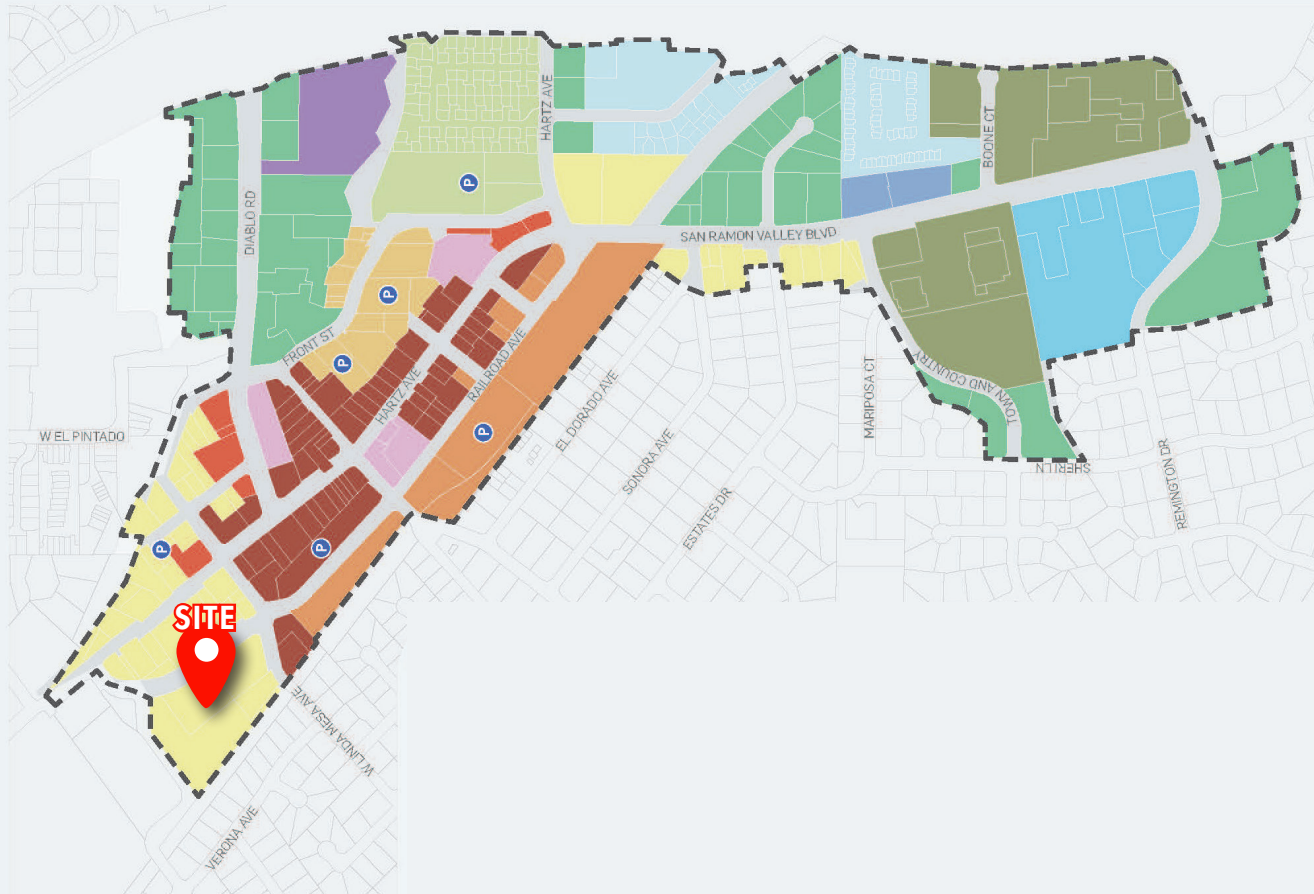 HARTZ AVE
BOONE CT
P
DIABLO RD
SAN RAMON VALLEY BLVD
P
FRONT ST
P
RAILROAD AVE
HARTZ AVE
TOWN AND COUNTRY
MARIPOSA CT
EL DORADO AVE
P
W EL PINTADO
SONORA AVE
SHERI LN
REMINGTON DR
ESTATES DR
P
P
SITE
W LINDA MESA AVE
VERONA AVE